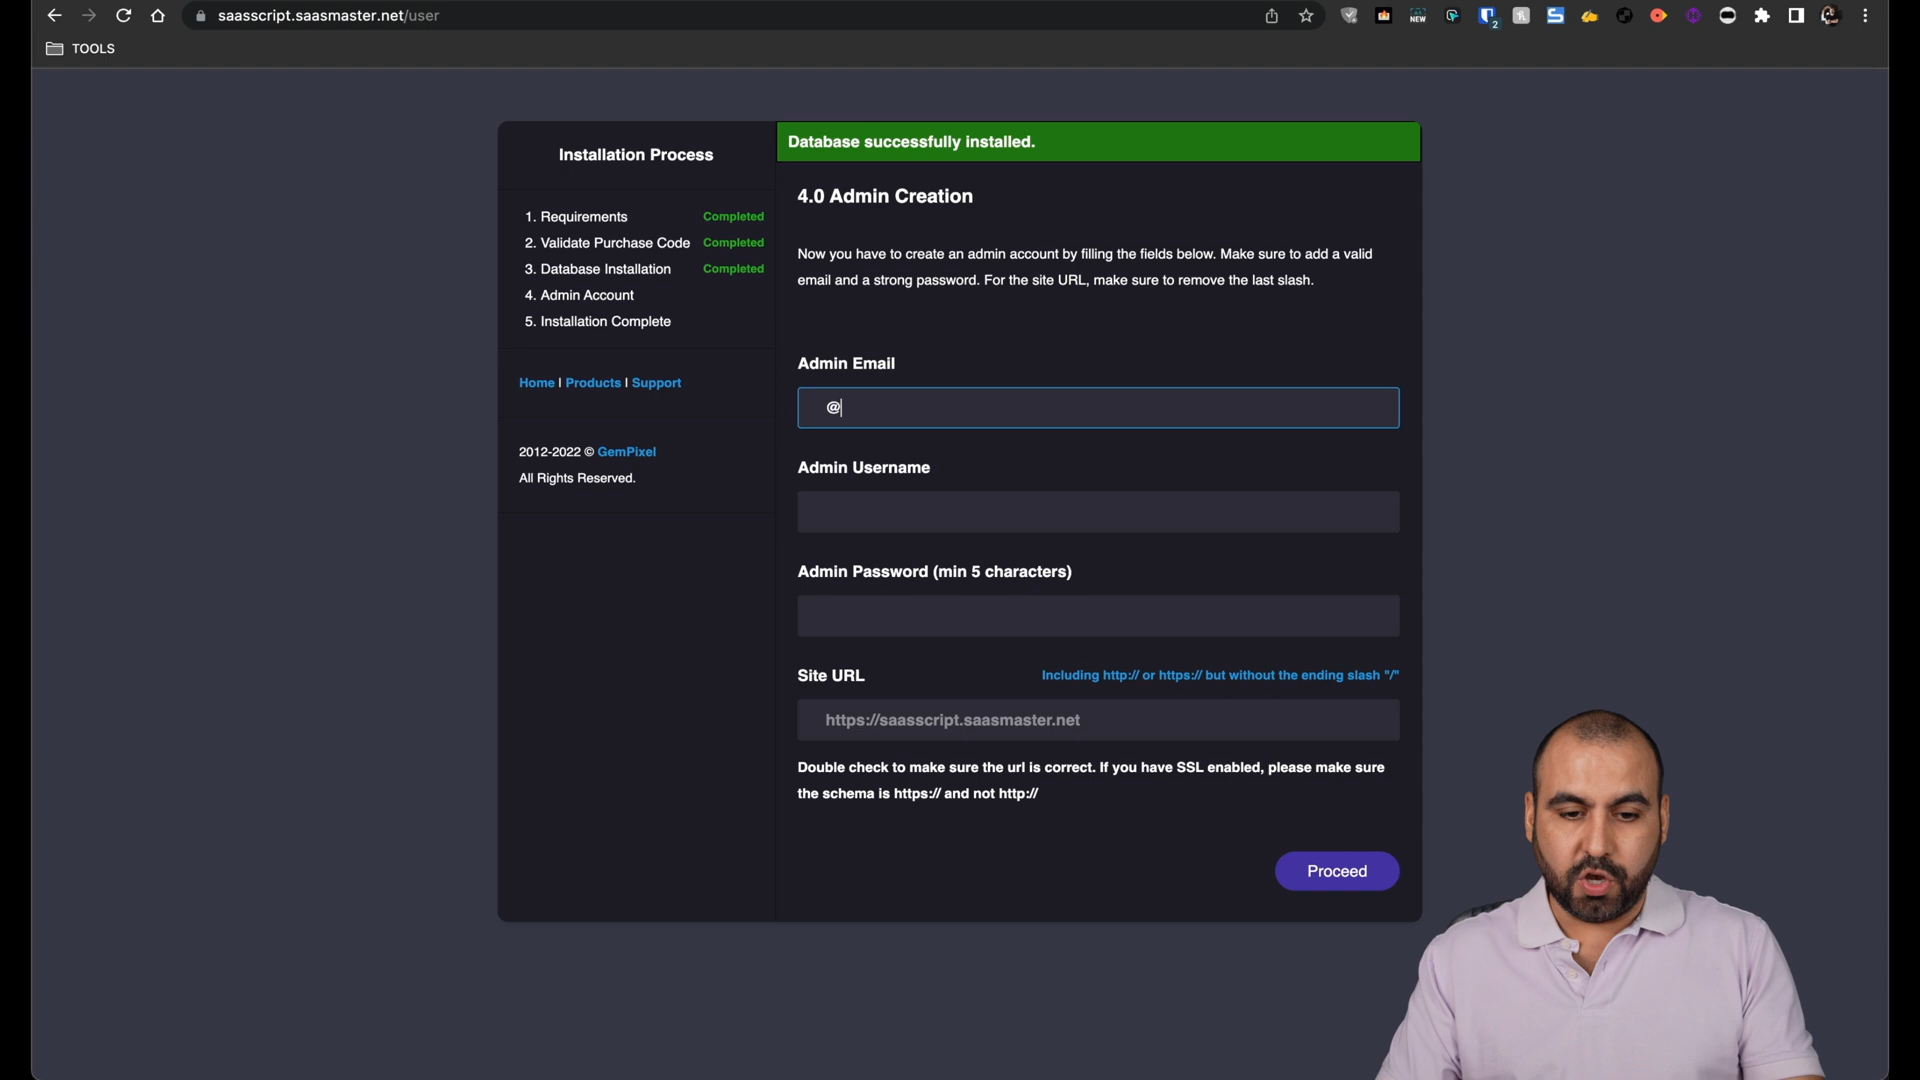 saasscript.saasmaster.net/user
NEW
2
TOOLS
Installation Process
1. Requirements Completed
2. Validate Purchase Code Completed
3. Database Installation Completed
4. Admin Account
5. Installation Complete
Home | Products | Support
2012-2022 © GemPixel
All Rights Reserved.
Database successfully installed.
4.0 Admin Creation
Now you have to create an admin account by filling the fields below. Make sure to add a valid
email and a strong password. For the site URL, make sure to remove the last slash.
Admin Email
@
Admin Username
Admin Password (min 5 characters)
Site URL Including http:// or https:// but without the ending slash "/"
https://saasscript.saasmaster.net
Double check to make sure the url is correct. If you have SSL enabled, please make sure
the schema is https:// and not http://
Proceed